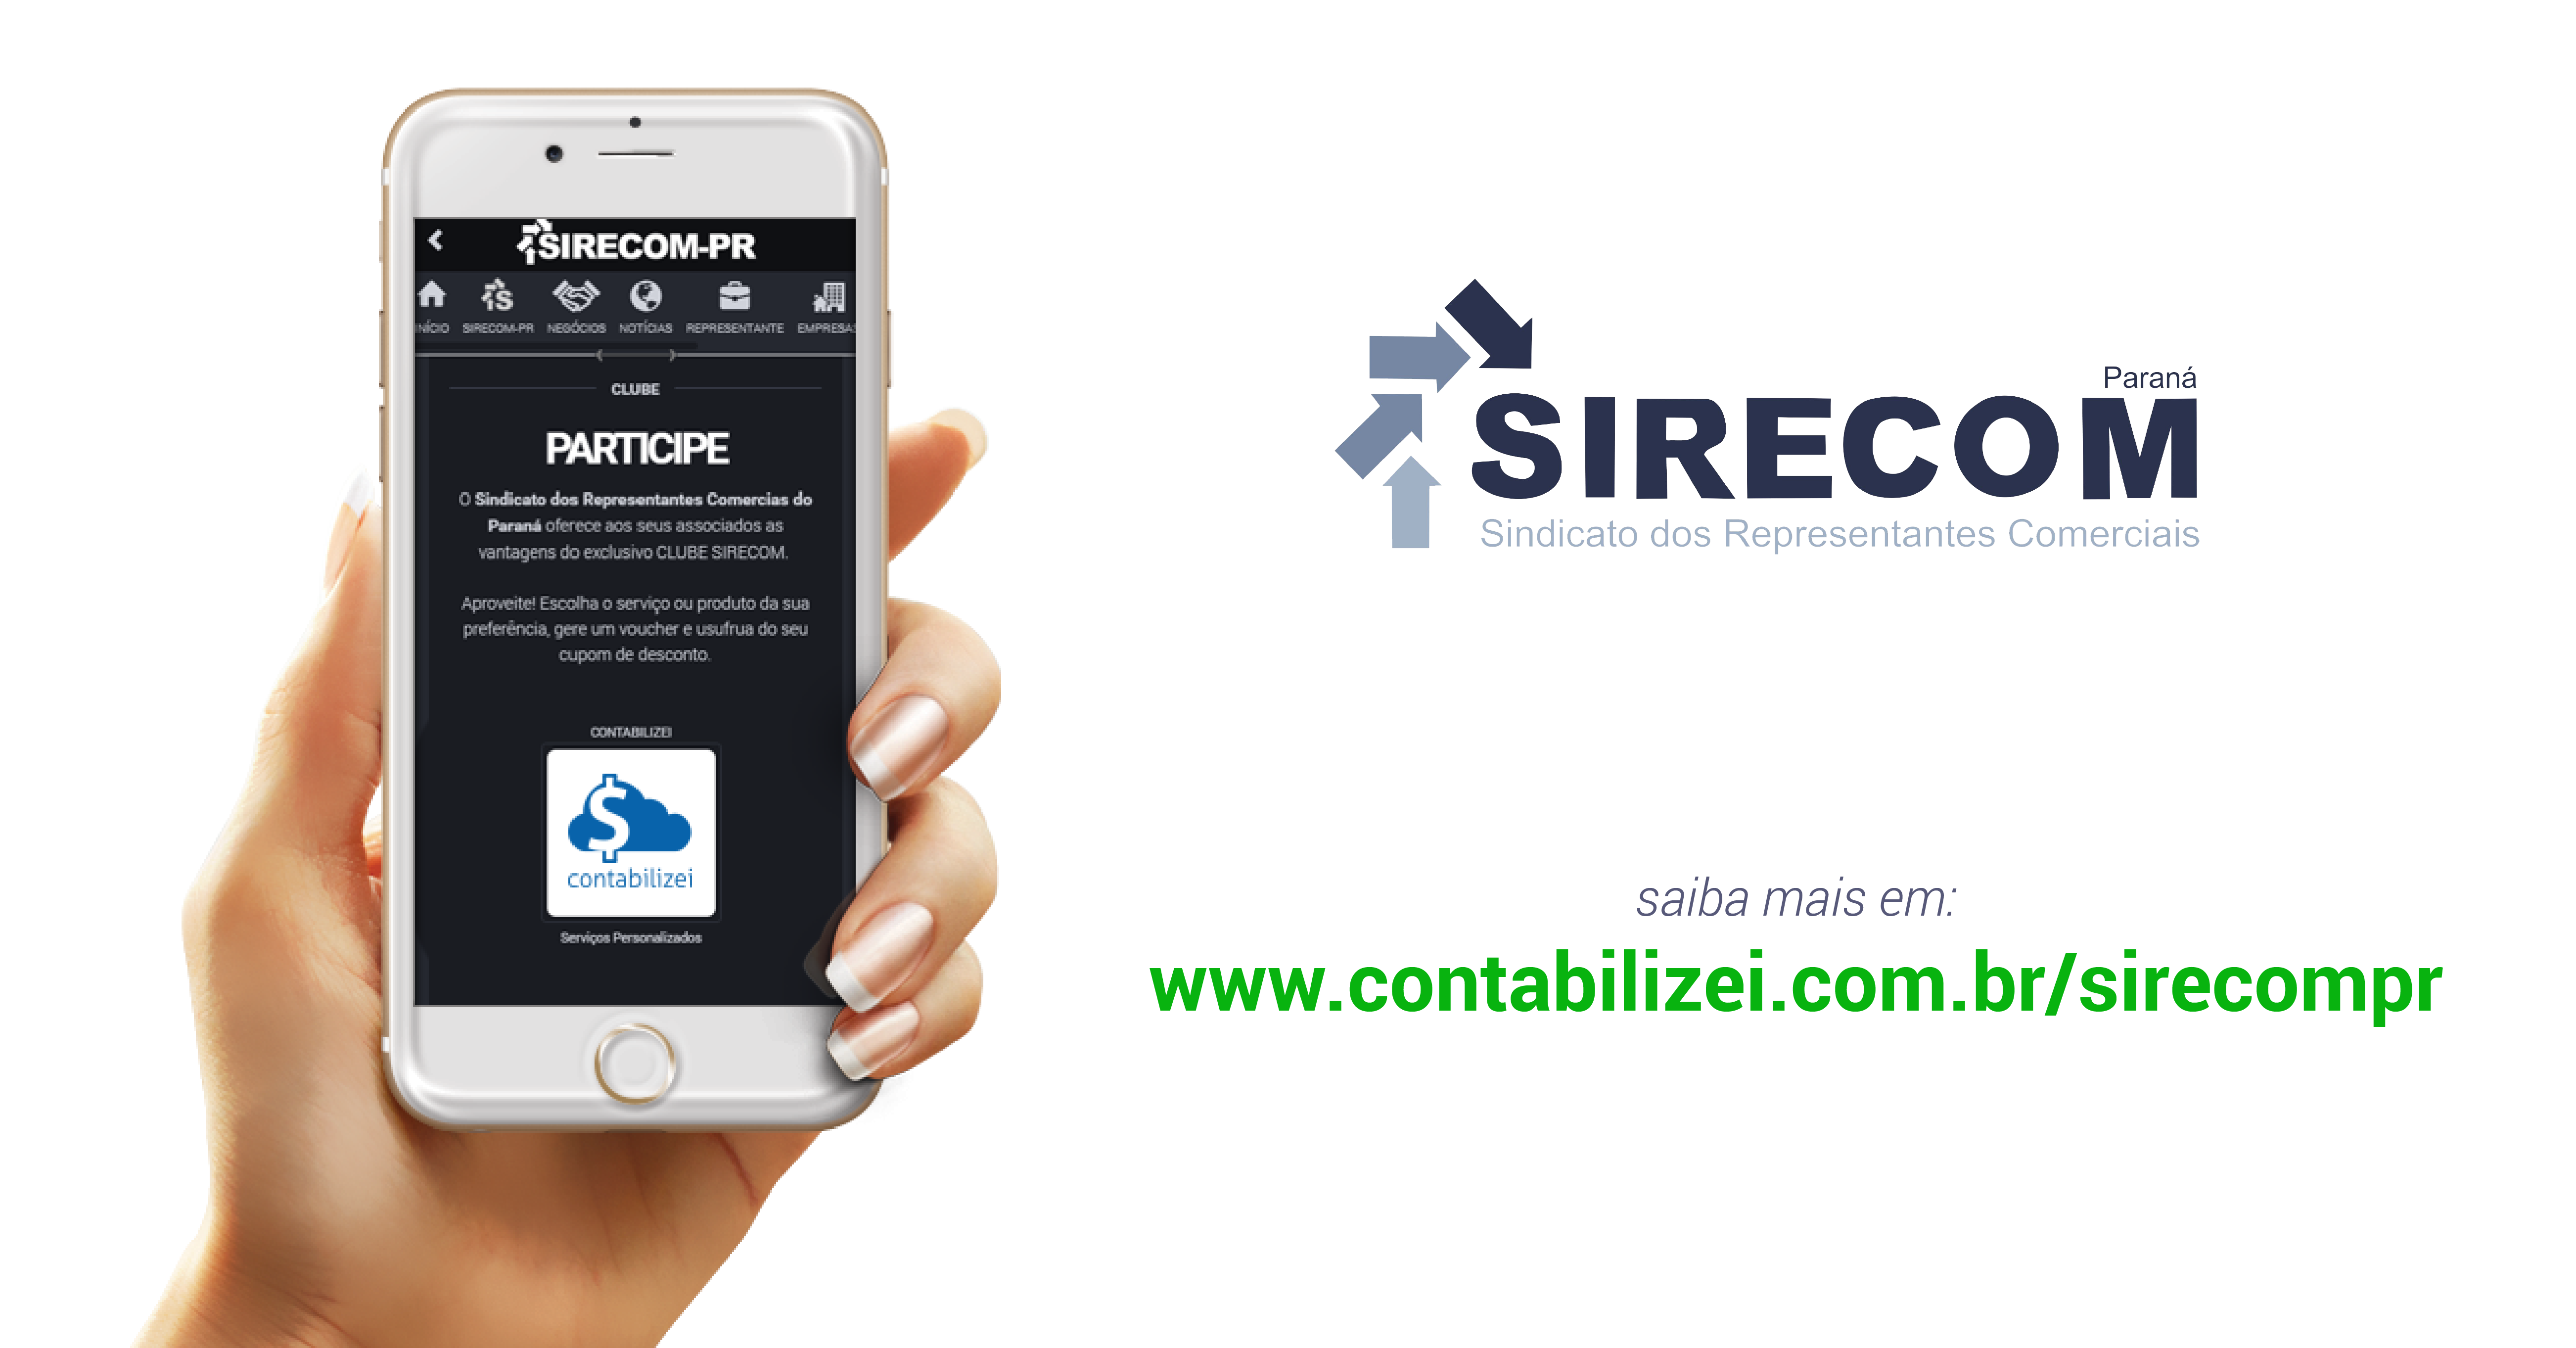 SIRECOM-PR
INÍCIO SIRECOM-PR NEGÓCIOS NOTÍCIAS REPRESENTANTE EMPRESAS
CLUBE
PARTICIPE
O Sindicato dos Representantes Comercias do
Paraná oferece aos seus associados as
vantagens do exclusivo CLUBE SIRECOM.
Aproveite! Escolha o serviço ou produto da sua
preferência, gere um voucher e usufrua do seu
cupom de desconto.
CONTABILIZEI
contabilizei
Serviços Personalizados
Paraná
SIRECOM
Sindicato dos Representantes Comerciais
saiba mais em:
www.contabilizei.com.br/sirecompr